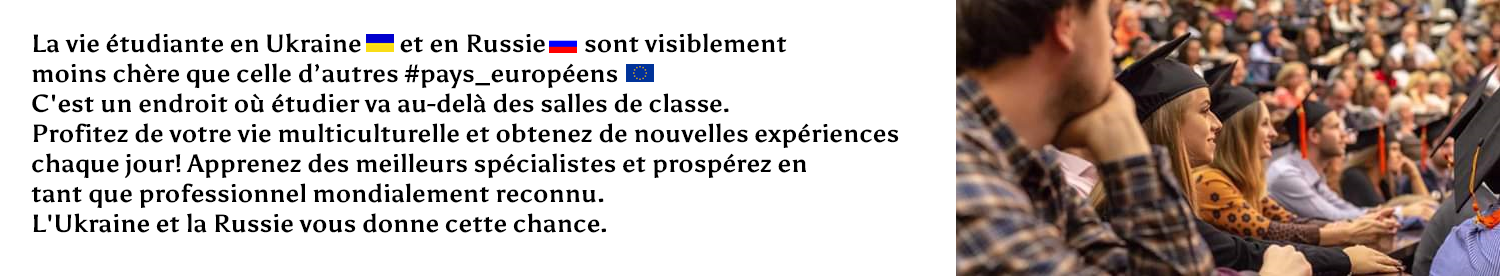 La vie étudiante en Ukraine 🇺🇦 et en Russie 🇷🇺 sont visiblement
moins chère que celle d’autres #pays_européens 🇪🇺
C'est un endroit où étudier va au-delà des salles de classe.
Profitez de votre vie multiculturelle et obtenez de nouvelles expériences
chaque jour! Apprenez des meilleurs spécialistes et prospérez en
tant que professionnel mondialement reconnu.
L'Ukraine et la Russie vous donne cette chance.